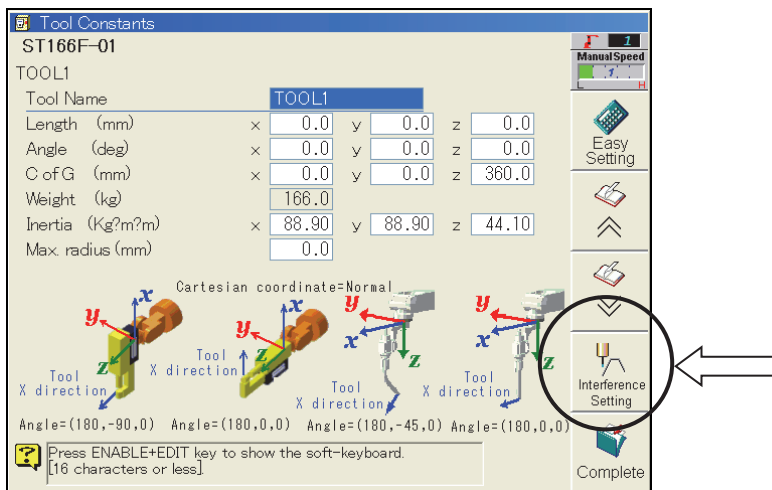 Tool Constants
ST166F-01
1
Manual Speed
1
L H
TOOL1
Tool Name TOOL1
Length (mm) x 0.0 y 0.0 z 0.0
Angle (deg) x 0.0 y 0.0 z 0.0
C of G (mm) x 0.0 y 0.0 z 360.0
Weight (kg) 166.0
Inertia (Kg?m?m) x 88.90 y 88.90 z 44.10
Max. radius (mm) 0.0
Easy
Setting
Cartesian coordinate=Normal
x y z
Tool
X direction
x y z
Tool
X direction
y x z
Tool
X direction
y x z
Tool
X direction
Angle=(180,-90,0) Angle=(180,0,0) Angle=(180,-45,0) Angle=(180,0,0)
Interference
Setting
Press ENABLE+EDIT key to show the soft-keyboard.
[16 characters or less]
Complete